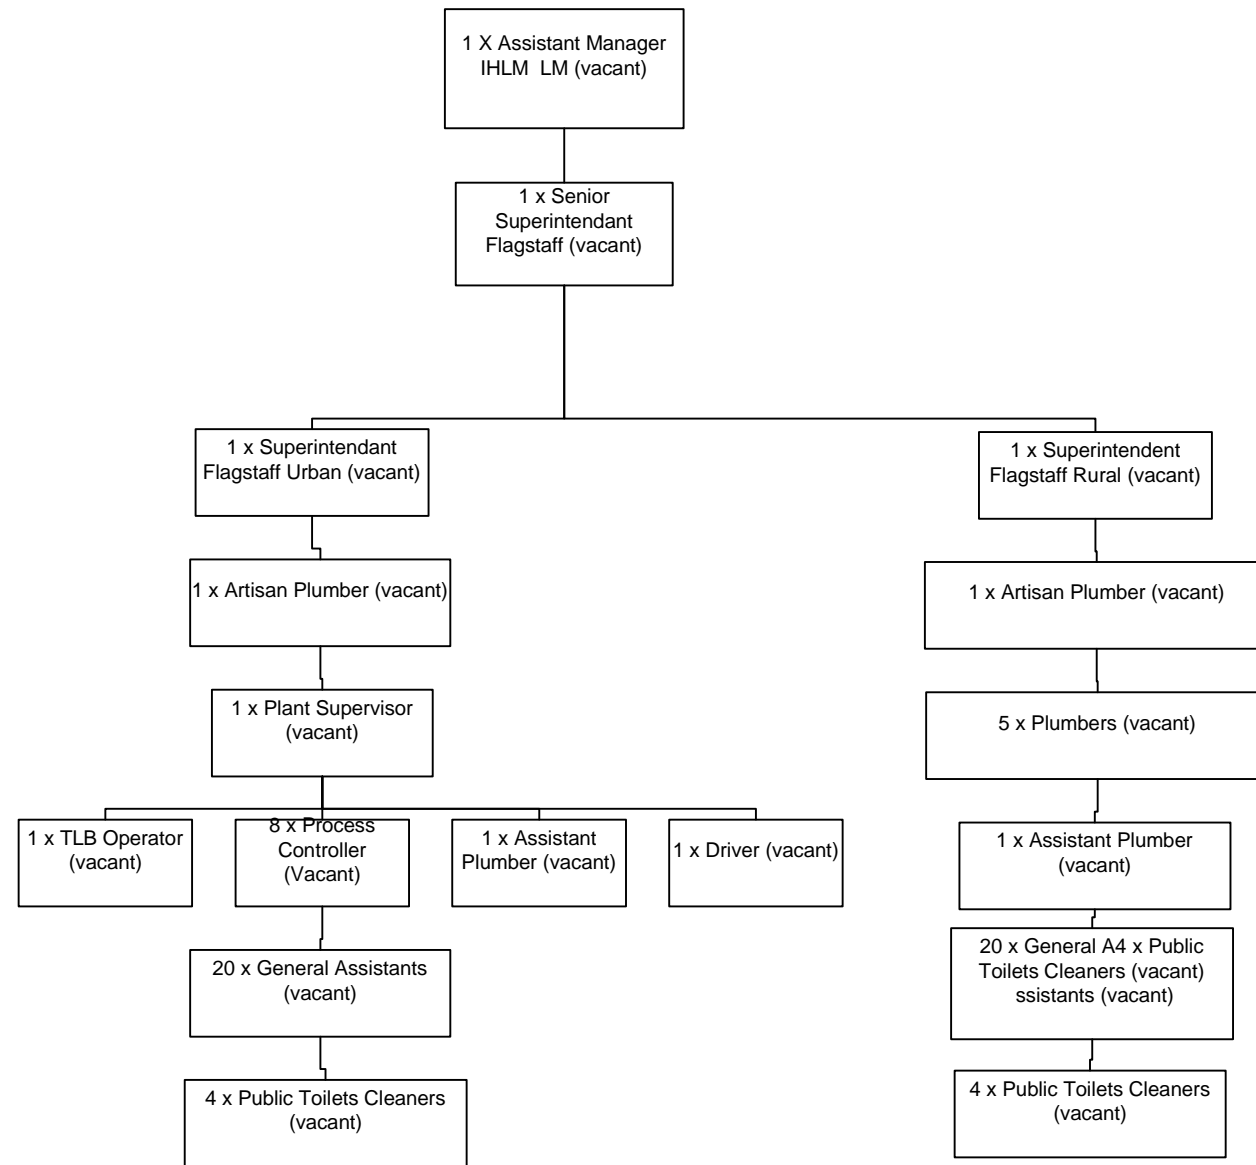 1 X Assistant Manager
IHLM LM (vacant)
1 x Senior
Superintendant
Flagstaff (vacant)
1 x Superintendant
Flagstaff Urban (vacant)
1 x Superintendent
Flagstaff Rural (vacant)
1 x Artisan Plumber (vacant)
1 x Artisan Plumber (vacant)
1 x Plant Supervisor
(vacant)
5 x Plumbers (vacant)
1 x TLB Operator
(vacant)
8 x Process
Controller
(Vacant)
1 x Assistant
Plumber (vacant)
1 x Driver (vacant)
1 x Assistant Plumber
(vacant)
20 x General Assistants
(vacant)
20 x General A4 x Public
Toilets Cleaners (vacant)
ssistants (vacant)
4 x Public Toilets Cleaners
(vacant)
4 x Public Toilets Cleaners
(vacant)